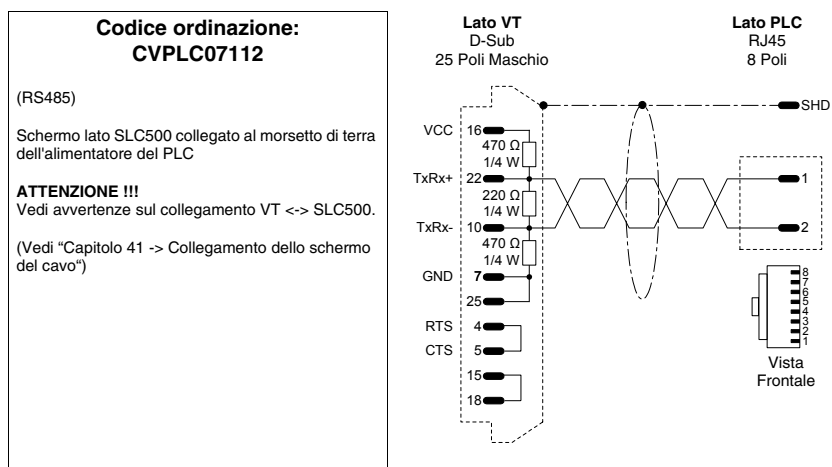 Codice ordinazione:
CVPLC07112
(RS485)
Schermo lato SLC500 collegato al morsetto di terra
dell'alimentatore del PLC
ATTENZIONE !!!
Vedi avvertenze sul collegamento VT <-> SLC500.
(Vedi “Capitolo 41 -> Collegamento dello schermo
del cavo“)
Lato VT
D-Sub
25 Poli Maschio
Lato PLC
RJ45
8 Poli
SHD
VCC 16
470 Ω
1/4 W
TxRx+ 22
1
220 Ω
1/4 W
TxRx- 10
2
470 Ω
1/4 W
GND 7
25
RTS 4
CTS 5
15
18
8
7
6
5
4
3
2
1
Vista
Frontale